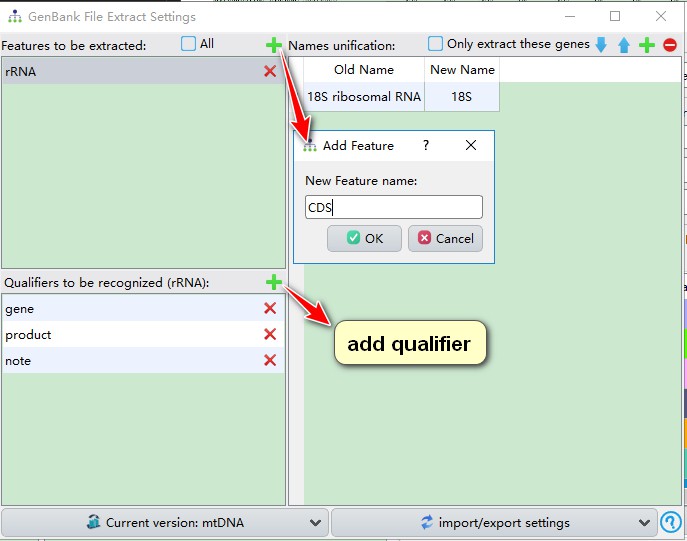 GenBank File Extract Settings
Features to be extracted: All
Names unification: Only extract these genes
rRNA
Old Name New Name
18S ribosomal RNA 18S
Add Feature ?
New Feature name:
CDS
OK Cancel
Qualifiers to be recognized (rRNA):
gene
product
note
add qualifier
Current version: mtDNA
import/export settings ?